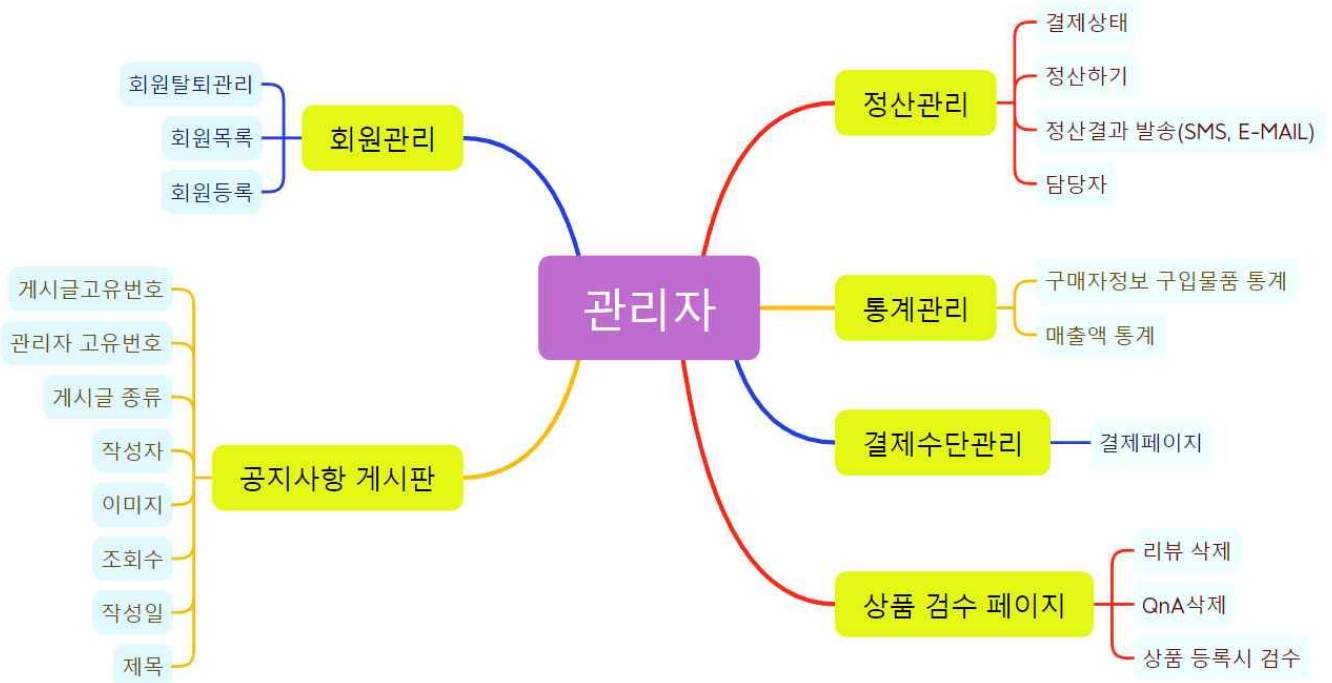 관리자
회원관리
회원탈퇴관리
회원목록
회원등록
공지사항 게시판
게시글고유번호
관리자 고유번호
게시글 종류
작성자
이미지
조회수
작성일
제목
정산관리
결제상태
정산하기
정산결과 발송(SMS, E-MAIL)
담당자
통계관리
구매자정보 구입물품 통계
매출액 통계
결제수단관리
결제페이지
상품 검수 페이지
리뷰 삭제
QnA삭제
상품 등록시 검수